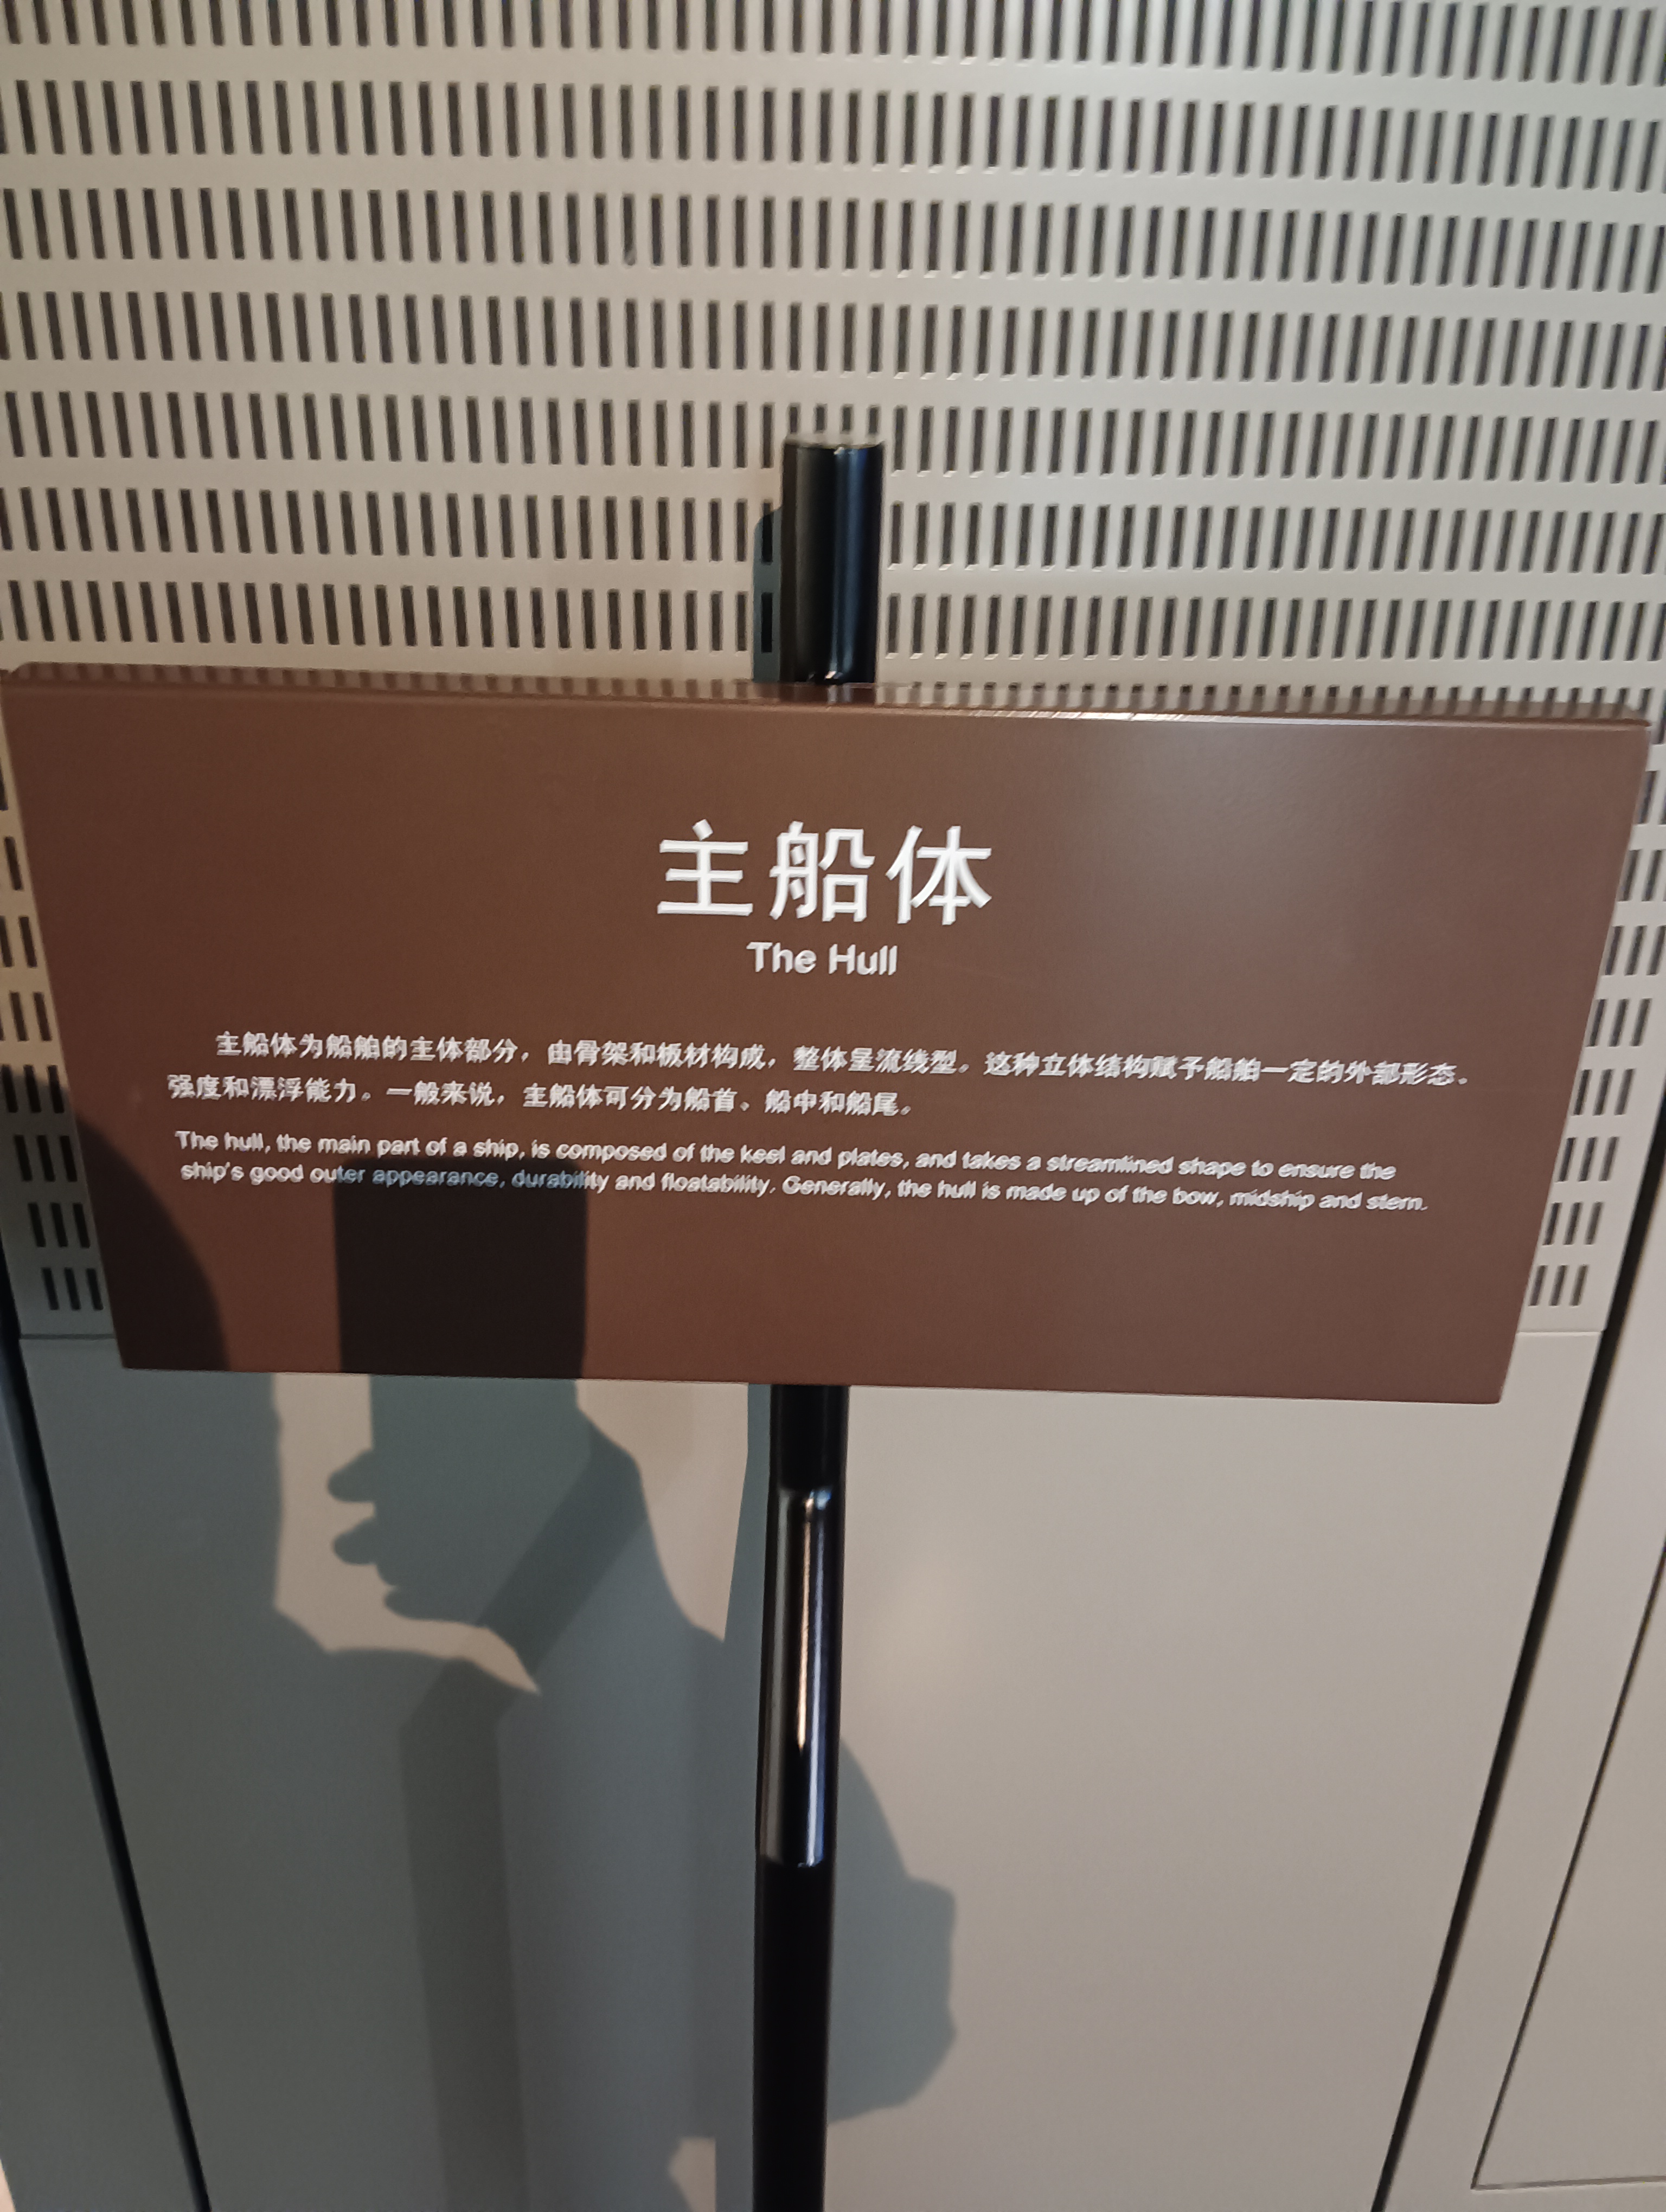 主船体
The Hull
主船体为船舶的主体部分，由骨架和板材构成，整体呈流线型。这种立体结构赋予船舶一定的外部形态、
强度和漂浮能力。一般来说，主船体可分为船首、船中和船尾。
The hull, the main part of a ship, is composed of the keel and plates, and takes a streamlined shape to ensure the
ship's good outer appearance, durability and floatability. Generally, the hull is made up of the bow, midship and stern.